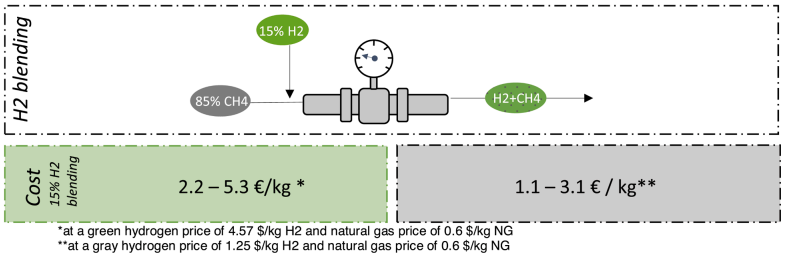 15% H2
H2 blending
85% CH4
H2+CH4
Cost
15% H2
blending
2.2 – 5.3 €/kg *
1.1 – 3.1 € / kg**
*at a green hydrogen price of 4.57 $/kg H2 and natural gas price of 0.6 $/kg NG
**at a gray hydrogen price of 1.25 $/kg H2 and natural gas price of 0.6 $/kg NG